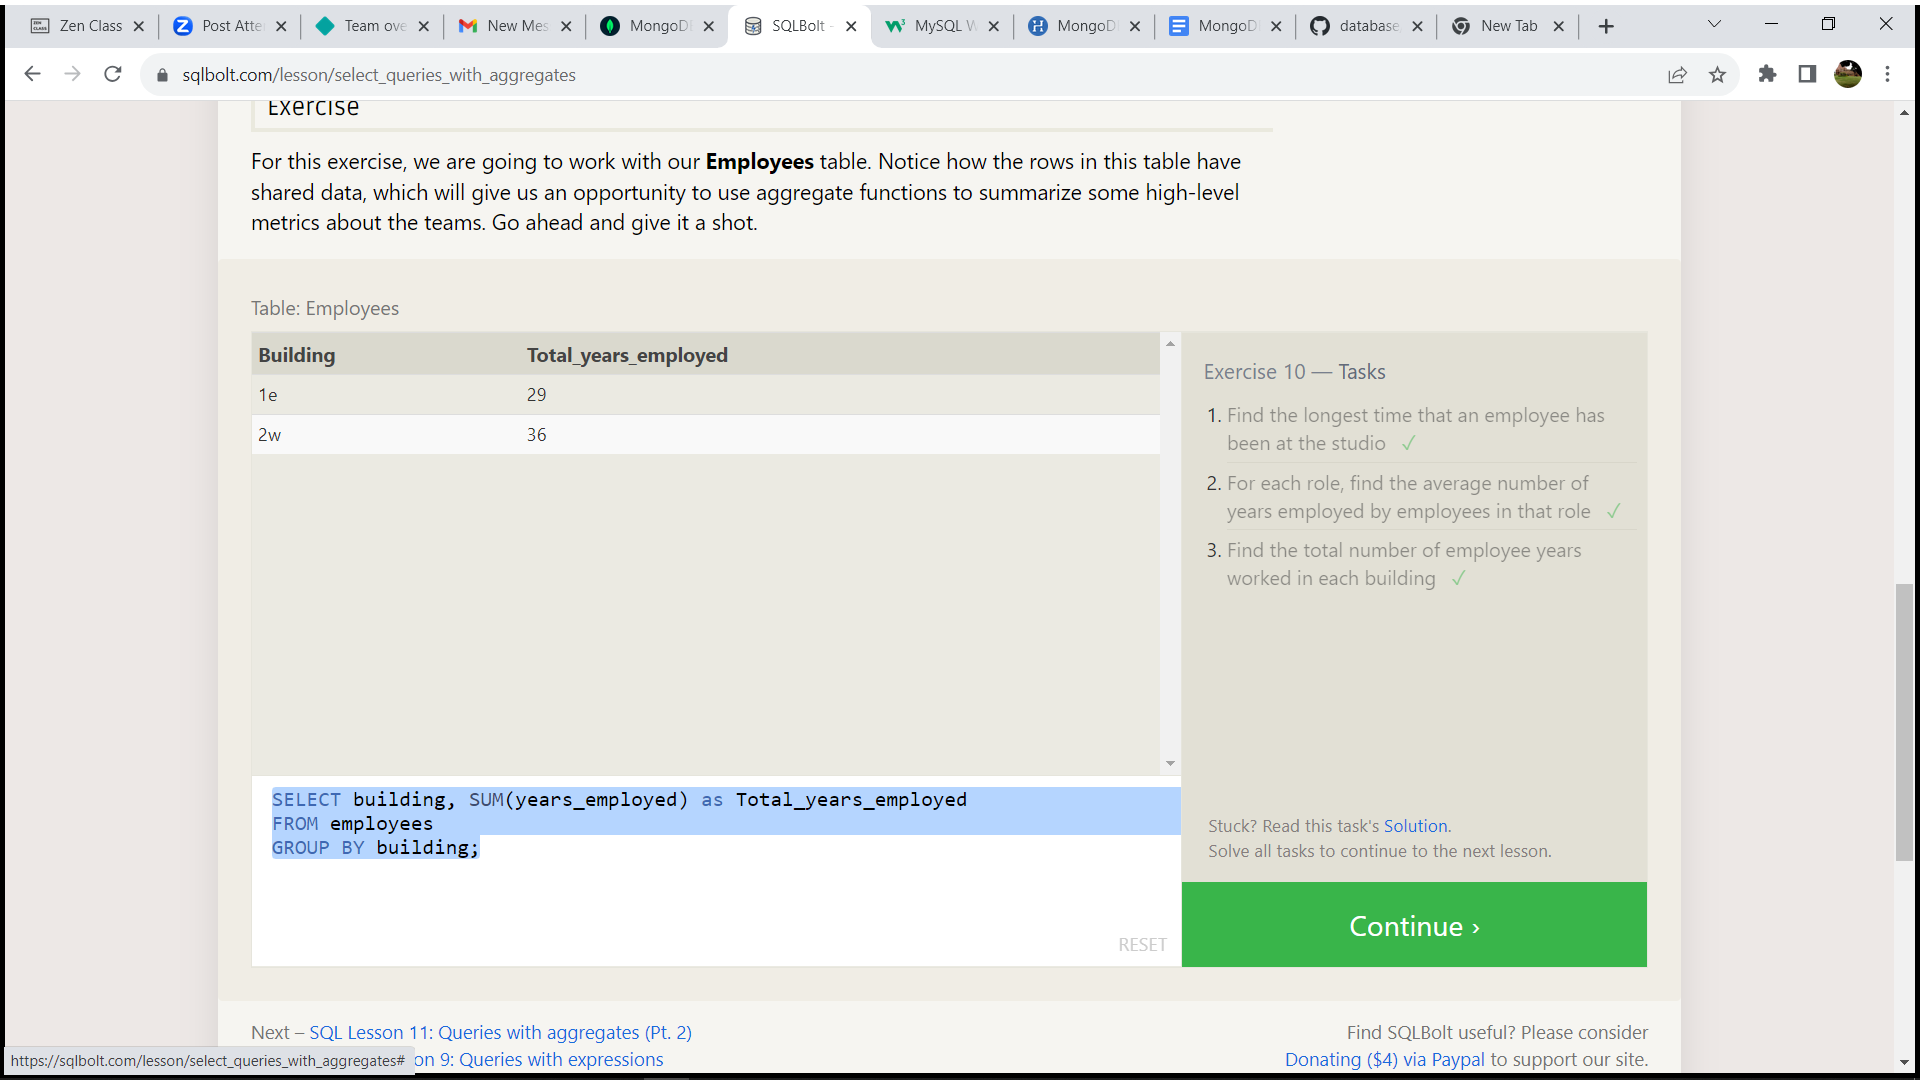 Zen Class
Post Atte
Team ove
New Mes
MongoD
SQLBolt -
MySQL W
MongoD
MongoD
database
New Tab
sqlbolt.com/lesson/select_queries_with_aggregates
Exercise
For this exercise, we are going to work with our Employees table. Notice how the rows in this table have
shared data, which will give us an opportunity to use aggregate functions to summarize some high-level
metrics about the teams. Go ahead and give it a shot.
Table: Employees
Building Total_years_employed
1e 29
2w 36
Exercise 10 — Tasks
1. Find the longest time that an employee has
been at the studio ✓
2. For each role, find the average number of
years employed by employees in that role ✓
3. Find the total number of employee years
worked in each building ✓
SELECT building, SUM(years_employed) as Total_years_employed
FROM employees
GROUP BY building;
RESET
Stuck? Read this task's Solution.
Solve all tasks to continue to the next lesson.
Continue ›
Next – SQL Lesson 11: Queries with aggregates (Pt. 2)
on 9: Queries with expressions
Find SQLBolt useful? Please consider
Donating ($4) via Paypal to support our site.
https://sqlbolt.com/lesson/select_queries_with_aggregates#